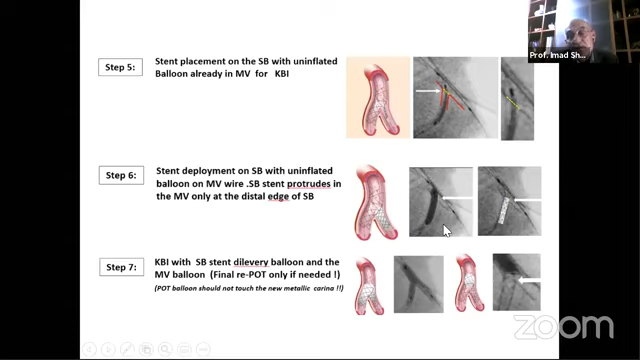 Prof. Imad Sh...
Step 5:
Stent placement on the SB with uninflated
Balloon already in MV for KBI
Step 6:
Stent deployment on SB with uninflated
balloon on MV wire .SB stent protrudes in
the MV only at the distal edge of SB
Step 7:
KBI with SB stent dilevery balloon and the
MV balloon (Final re-POT only if needed !)
(POT balloon should not touch the new metallic carina !!)
zoom